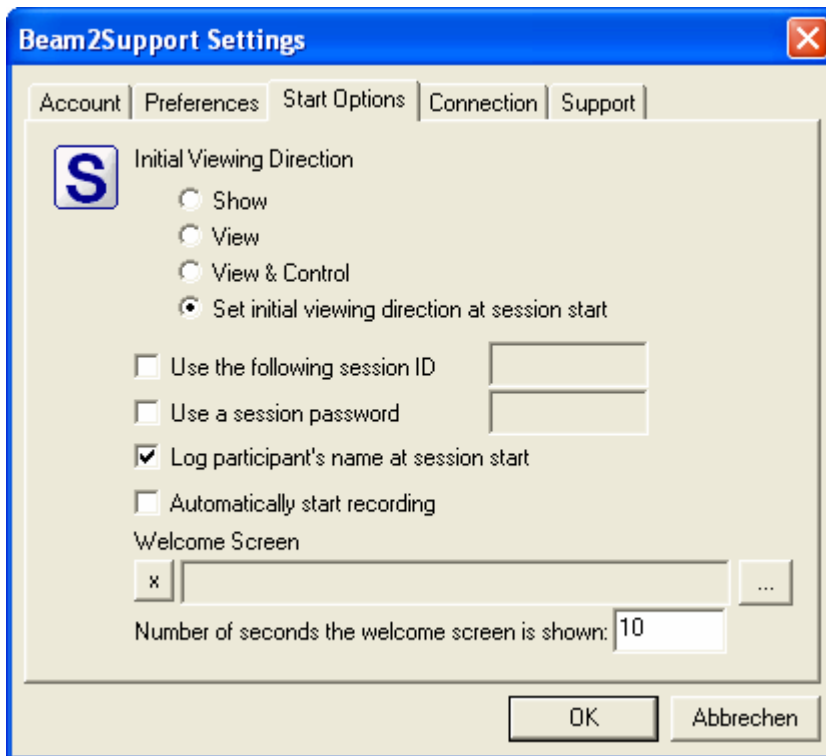 Beam2Support Settings
Account Preferences Start Options Connection Support
S Initial Viewing Direction
Show
View
View & Control
Set initial viewing direction at session start
Use the following session ID
Use a session password
Log participant's name at session start
Automatically start recording
Welcome Screen
x ...
Number of seconds the welcome screen is shown: 10
OK Abbrechen